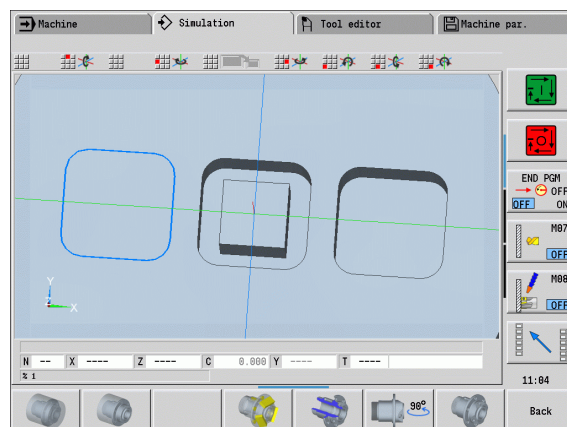 Machine
Simulation
Tool editor
Machine par.
END PGM
OFF
OFF ON
M07
OFF
M08
OFF
Y
Z X
N -- X ---- Z ---- C 0.000 Y ---- T ----
% 1
11:04
90°
Back